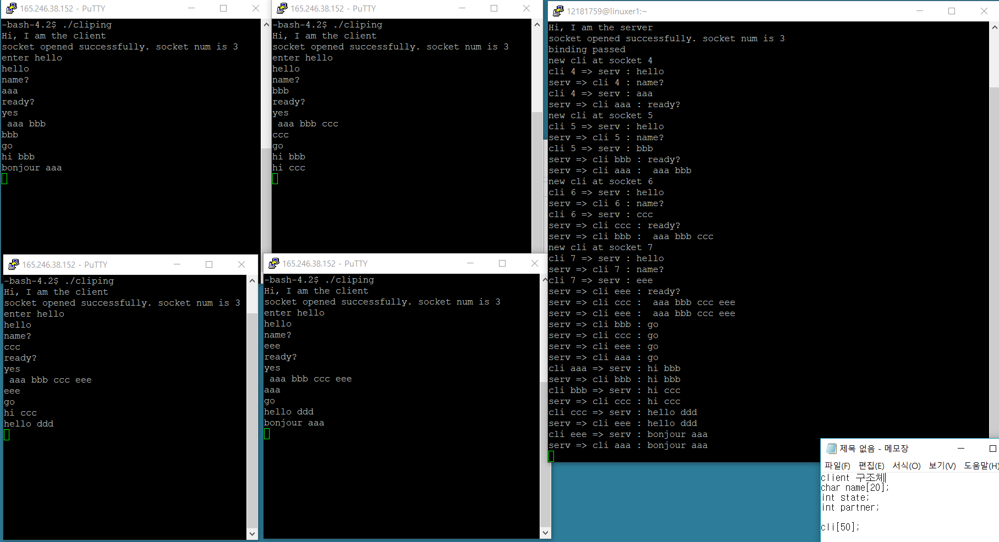 165.246.38.152 - PuTTY
-bash-4.2$ ./cliping
Hi, I am the client
socket opened successfully. socket num is 3
enter hello
hello
name?
aaa
ready?
yes
 aaa bbb
bbb
go
hi bbb
bonjour aaa
165.246.38.152 - PuTTY
-bash-4.2$ ./cliping
Hi, I am the client
socket opened successfully. socket num is 3
enter hello
hello
name?
bbb
ready?
yes
 aaa bbb ccc
ccc
go
hi bbb
hi ccc
12181759@linuxer1:~
Hi, I am the server
socket opened successfully. socket num is 3
binding passed
new cli at socket 4
cli 4 => serv : hello
serv => cli 4 : name?
cli 4 => serv : aaa
serv => cli aaa : ready?
new cli at socket 5
cli 5 => serv : hello
serv => cli 5 : name?
cli 5 => serv : bbb
serv => cli bbb : ready?
serv => cli aaa :  aaa bbb
new cli at socket 6
cli 6 => serv : hello
serv => cli 6 : name?
cli 6 => serv : ccc
serv => cli ccc : ready?
serv => cli bbb :  aaa bbb ccc
new cli at socket 7
cli 7 => serv : hello
serv => cli 7 : name?
cli 7 => serv : eee
serv => cli eee : ready?
serv => cli ccc :  aaa bbb ccc eee
serv => cli eee :  aaa bbb ccc eee
serv => cli bbb : go
serv => cli ccc : go
serv => cli eee : go
serv => cli aaa : go
cli aaa => serv : hi bbb
serv => cli bbb : hi bbb
cli bbb => serv : hi ccc
serv => cli ccc : hi ccc
cli ccc => serv : hello ddd
serv => cli eee : hello ddd
cli eee => serv : bonjour aaa
serv => cli aaa : bonjour aaa
165.246.38.152 - PuTTY
-bash-4.2$ ./cliping
Hi, I am the client
socket opened successfully. socket num is 3
enter hello
hello
name?
ccc
ready?
yes
 aaa bbb ccc eee
eee
go
hi ccc
hello ddd
165.246.38.152 - PuTTY
-bash-4.2$ ./cliping
Hi, I am the client
socket opened successfully. socket num is 3
enter hello
hello
name?
eee
ready?
yes
 aaa bbb ccc eee
aaa
go
hello ddd
bonjour aaa
제목 없음 - 메모장
파일(F) 편집(E) 서식(O) 보기(V) 도움말(H)
client 구조체
char name[20];
int state;
int partner;
cli[50];